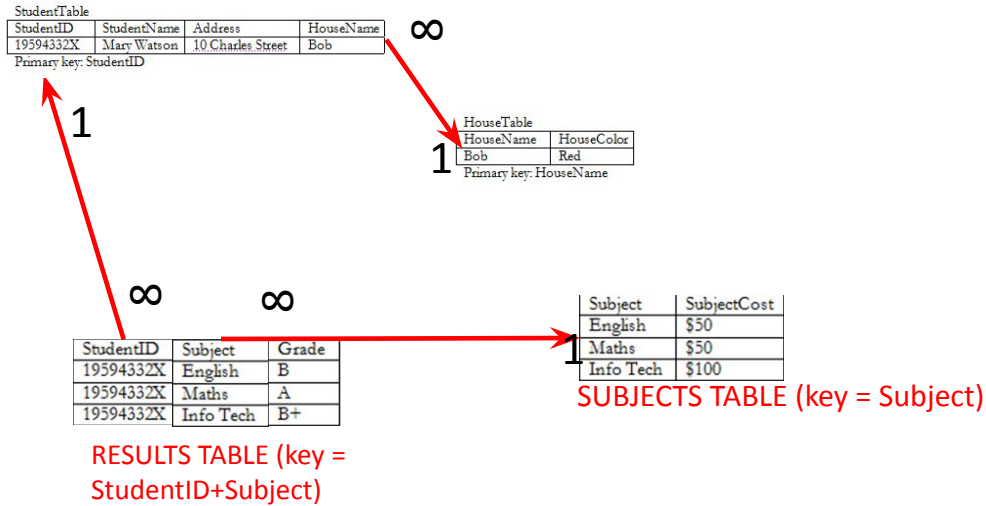 StudentTable
StudentID StudentName Address HouseName
19594332X Mary Watson 10 Charles Street Bob
Primary key: StudentID
∞
1
HouseTable
HouseName HouseColor
Bob Red
Primary key: HouseName
1
∞
∞
StudentID Subject Grade
19594332X English B
19594332X Maths A
19594332X Info Tech B+
RESULTS TABLE (key =
StudentID+Subject)
1
Subject SubjectCost
English $50
Maths $50
Info Tech $100
SUBJECTS TABLE (key = Subject)